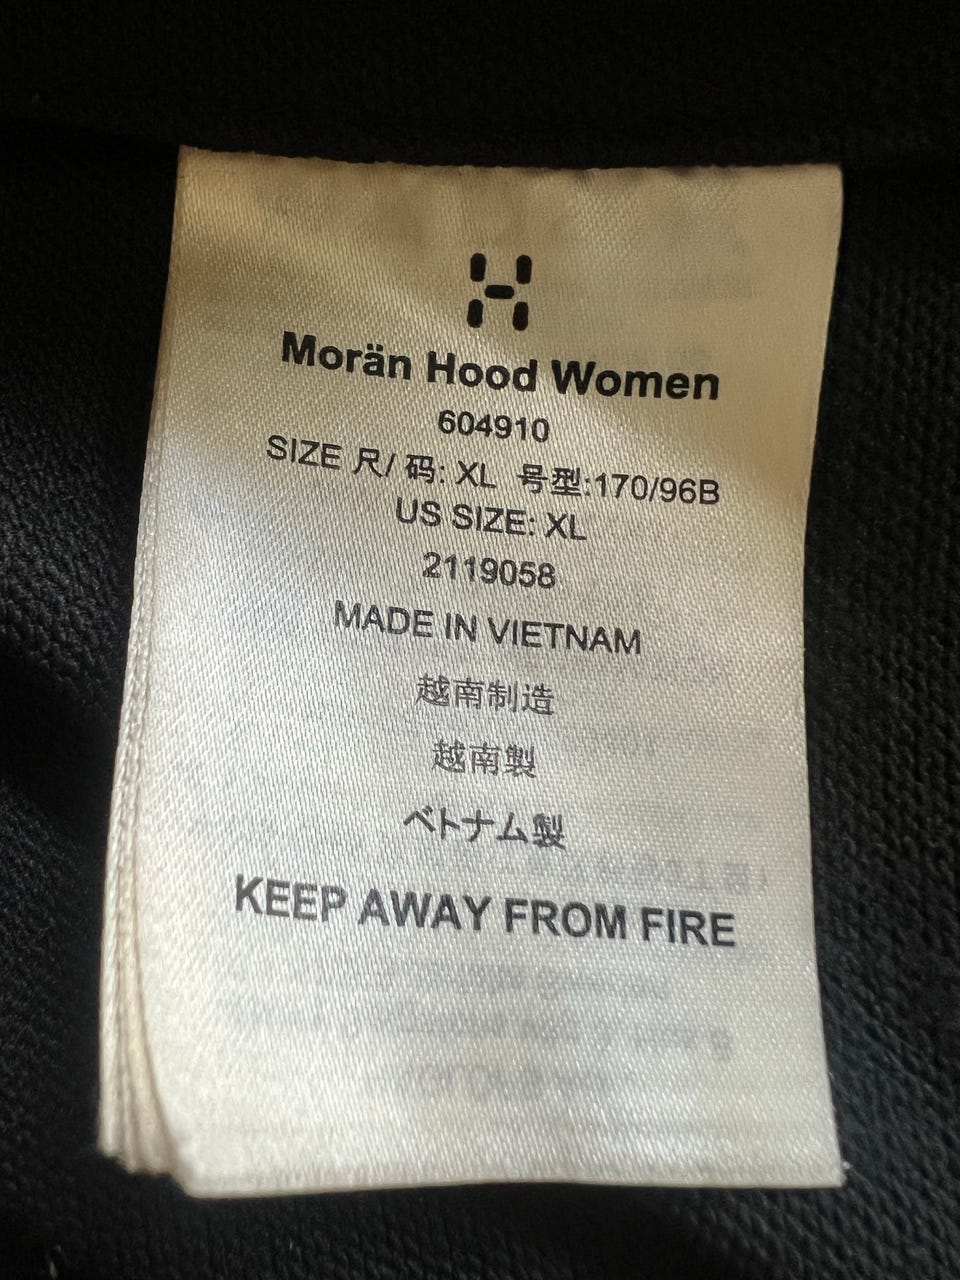 Morän Hood Women
604910
SIZE 尺/ 码: XL 号型:170/96B
US SIZE: XL
2119058
MADE IN VIETNAM
越南制造
越南製
ベトナム製
KEEP AWAY FROM FIRE